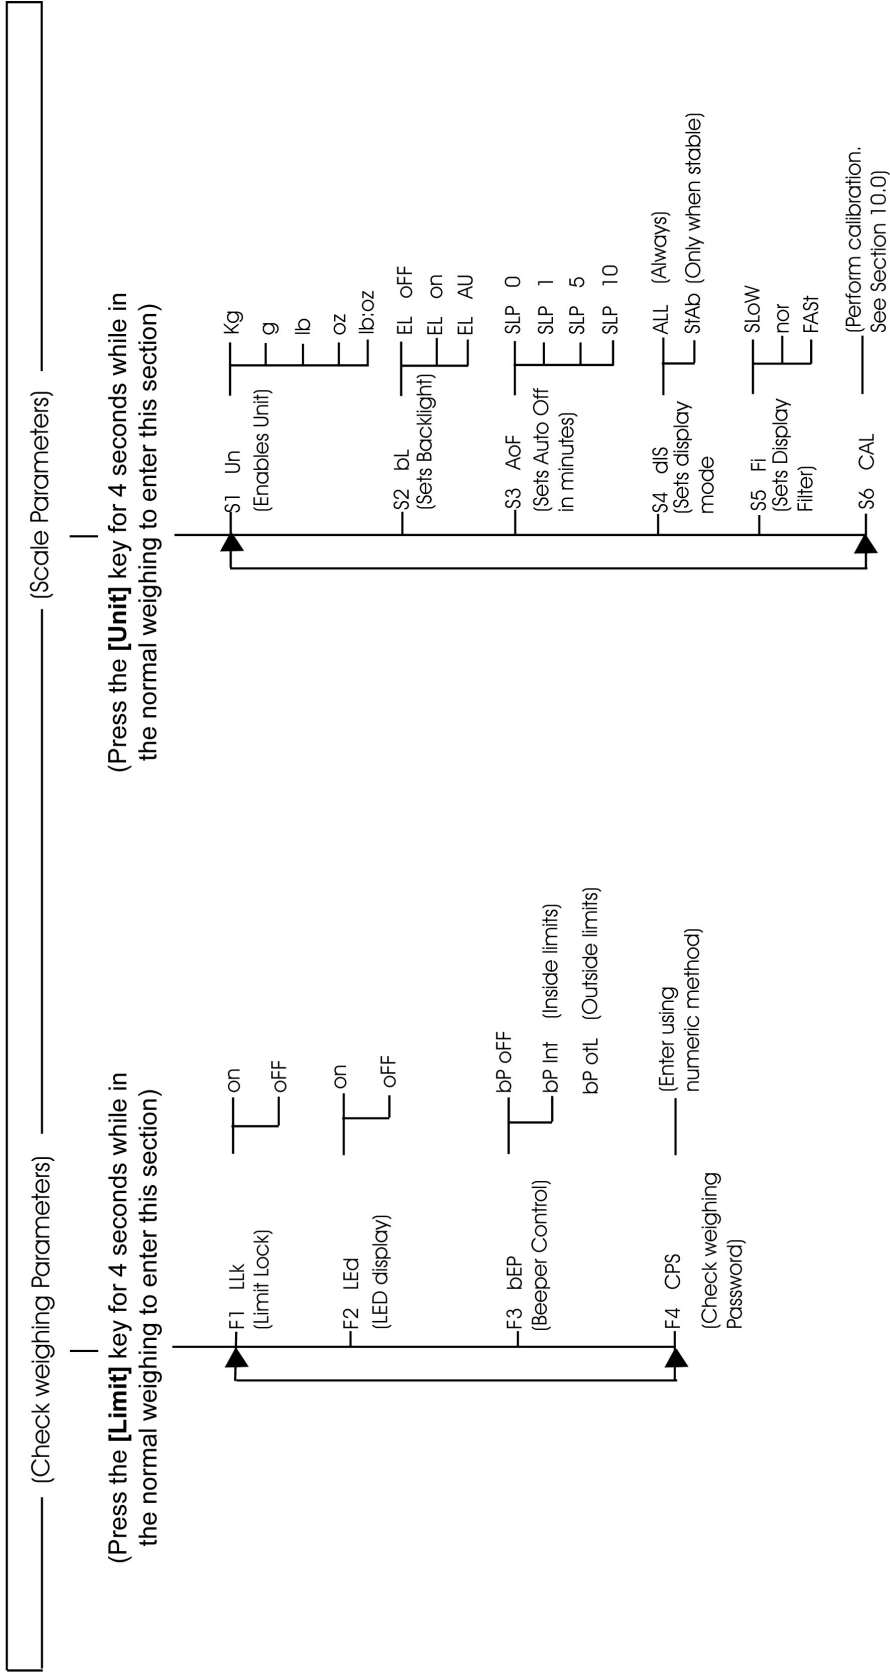 (Check weighing Parameters)
(Press the [Limit] key for 4 seconds while in
the normal weighing to enter this section)
F1 LLk
(Limit Lock)
on
oFF
F2 LEd
(LED display)
on
oFF
F3 bEP
(Beeper Control)
bP oFF
bP Int (Inside limits)
bP otL (Outside limits)
F4 CPS
(Check weighing
Password)
(Enter using
numeric method)
(Scale Parameters)
(Press the [Unit] key for 4 seconds while in
the normal weighing to enter this section)
S1 Un
(Enables Unit)
Kg
g
lb
oz
lb:oz
S2 bL
(Sets Backlight)
EL oFF
EL on
EL AU
S3 AoF
(Sets Auto Off
in minutes)
SLP 0
SLP 1
SLP 5
SLP 10
S4 dIS
(Sets display
mode
ALL (Always)
StAb (Only when stable)
S5 Fi
(Sets Display
Filter)
SLoW
nor
FASt
S6 CAL
(Perform calibration.
See Section 10.0)